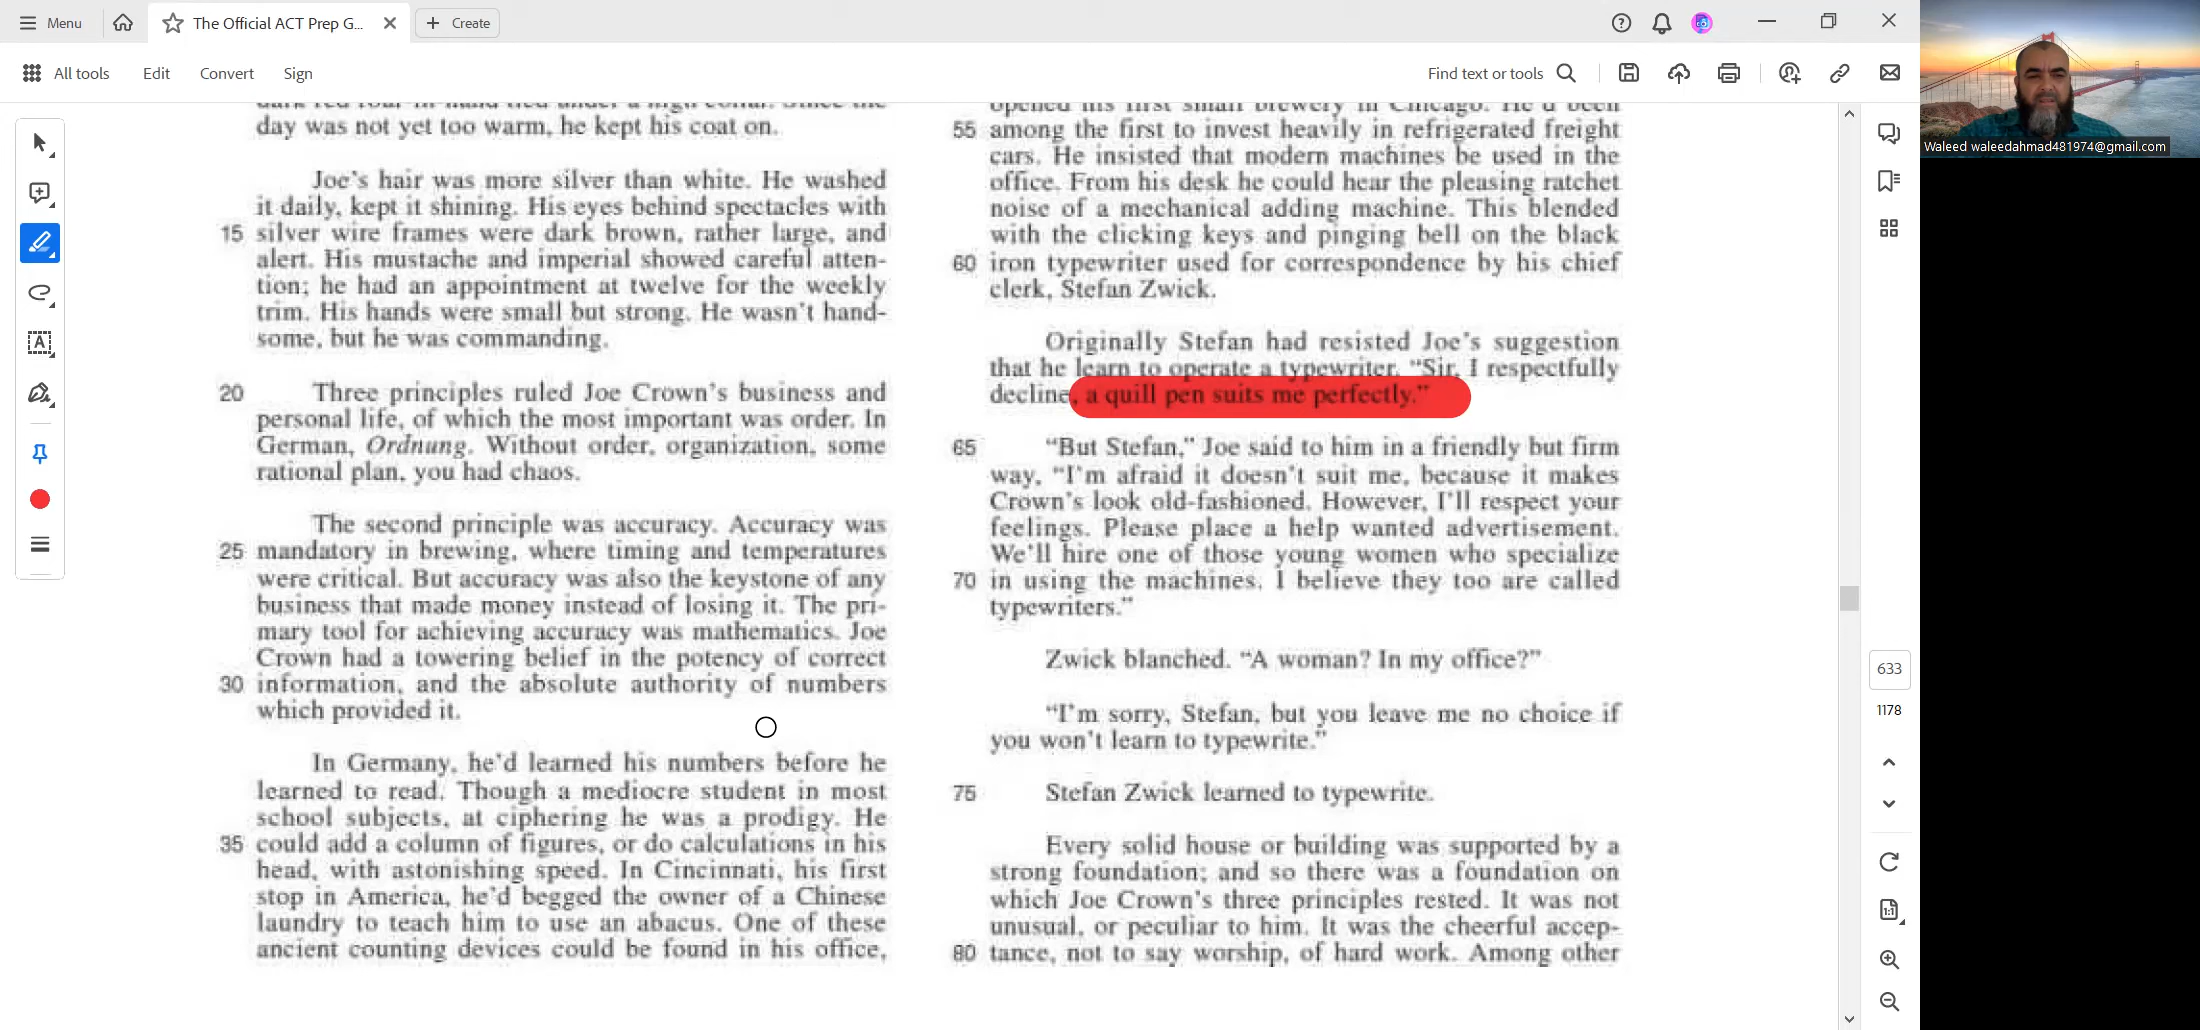 Menu
The Official ACT Prep G...
Create
All tools
Edit
Convert
Sign
Find text or tools
Waleed waleedahmad481974@gmail.com
dark red four-in-hand tied under a high collar. Since the
day was not yet too warm, he kept his coat on.
Joe's hair was more silver than white. He washed
it daily, kept it shining. His eyes behind spectacles with
15 silver wire frames were dark brown, rather large, and
alert. His mustache and imperial showed careful atten-
tion; he had an appointment at twelve for the weekly
trim. His hands were small but strong. He wasn't hand-
some, but he was commanding.
20 Three principles ruled Joe Crown's business and
personal life, of which the most important was order. In
German, Ordnung. Without order, organization, some
rational plan, you had chaos.
The second principle was accuracy. Accuracy was
25 mandatory in brewing, where timing and temperatures
were critical. But accuracy was also the keystone of any
business that made money instead of losing it. The pri-
mary tool for achieving accuracy was mathematics. Joe
Crown had a towering belief in the potency of correct
30 information, and the absolute authority of numbers
which provided it.
In Germany, he'd learned his numbers before he
learned to read. Though a mediocre student in most
school subjects, at ciphering he was a prodigy. He
35 could add a column of figures, or do calculations in his
head, with astonishing speed. In Cincinnati, his first
stop in America, he'd begged the owner of a Chinese
laundry to teach him to use an abacus. One of these
ancient counting devices could be found in his office,
opened his first small brewery in Chicago. He'd been
55 among the first to invest heavily in refrigerated freight
cars. He insisted that modern machines be used in the
office. From his desk he could hear the pleasing ratchet
noise of a mechanical adding machine. This blended
with the clicking keys and pinging bell on the black
60 iron typewriter used for correspondence by his chief
clerk, Stefan Zwick.
Originally Stefan had resisted Joe's suggestion
that he learn to operate a typewriter. "Sir, I respectfully
decline, a quill pen suits me perfectly."
65 "But Stefan," Joe said to him in a friendly but firm
way, "I'm afraid it doesn't suit me, because it makes
Crown's look old-fashioned. However, I'll respect your
feelings. Please place a help wanted advertisement.
We'll hire one of those young women who specialize
70 in using the machines. I believe they too are called
typewriters."
Zwick blanched. "A woman? In my office?"
"I'm sorry, Stefan, but you leave me no choice if
you won't learn to typewrite."
75 Stefan Zwick learned to typewrite.
Every solid house or building was supported by a
strong foundation; and so there was a foundation on
which Joe Crown's three principles rested. It was not
unusual, or peculiar to him. It was the cheerful accep-
80 tance, not to say worship, of hard work. Among other
633
1178